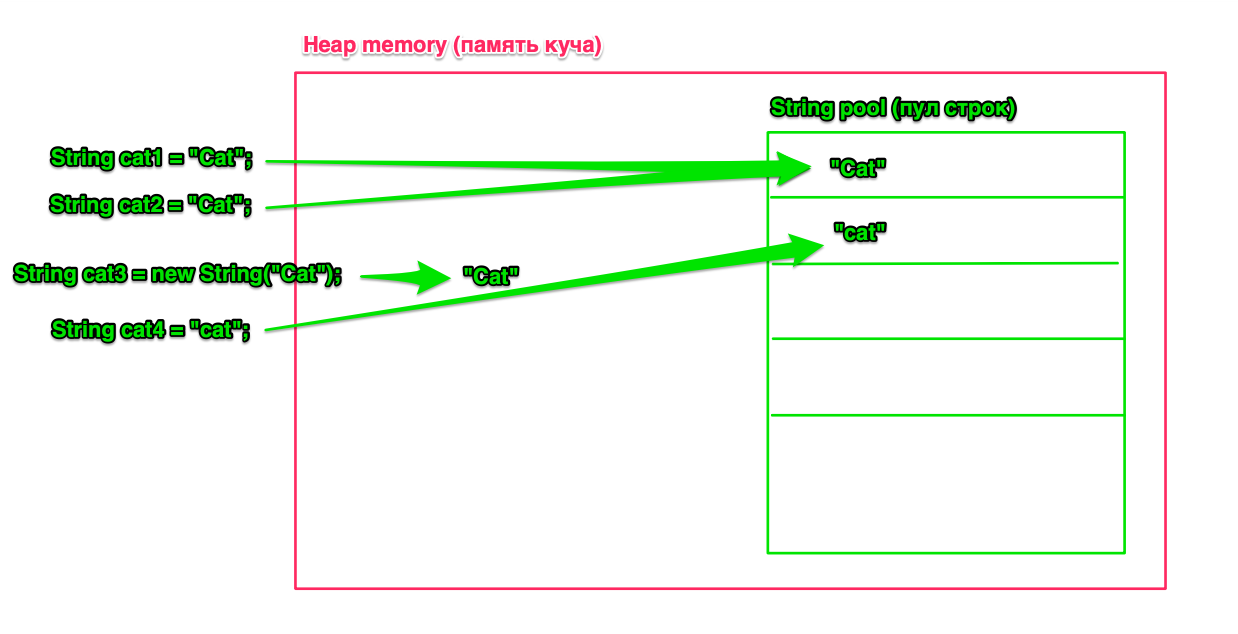 Heap memory (память куча)
String pool (пул строк)
String cat1 = "Cat";
"Cat"
String cat2 = "Cat";
"cat"
String cat3 = new String("Cat");
"Cat"
String cat4 = "cat";